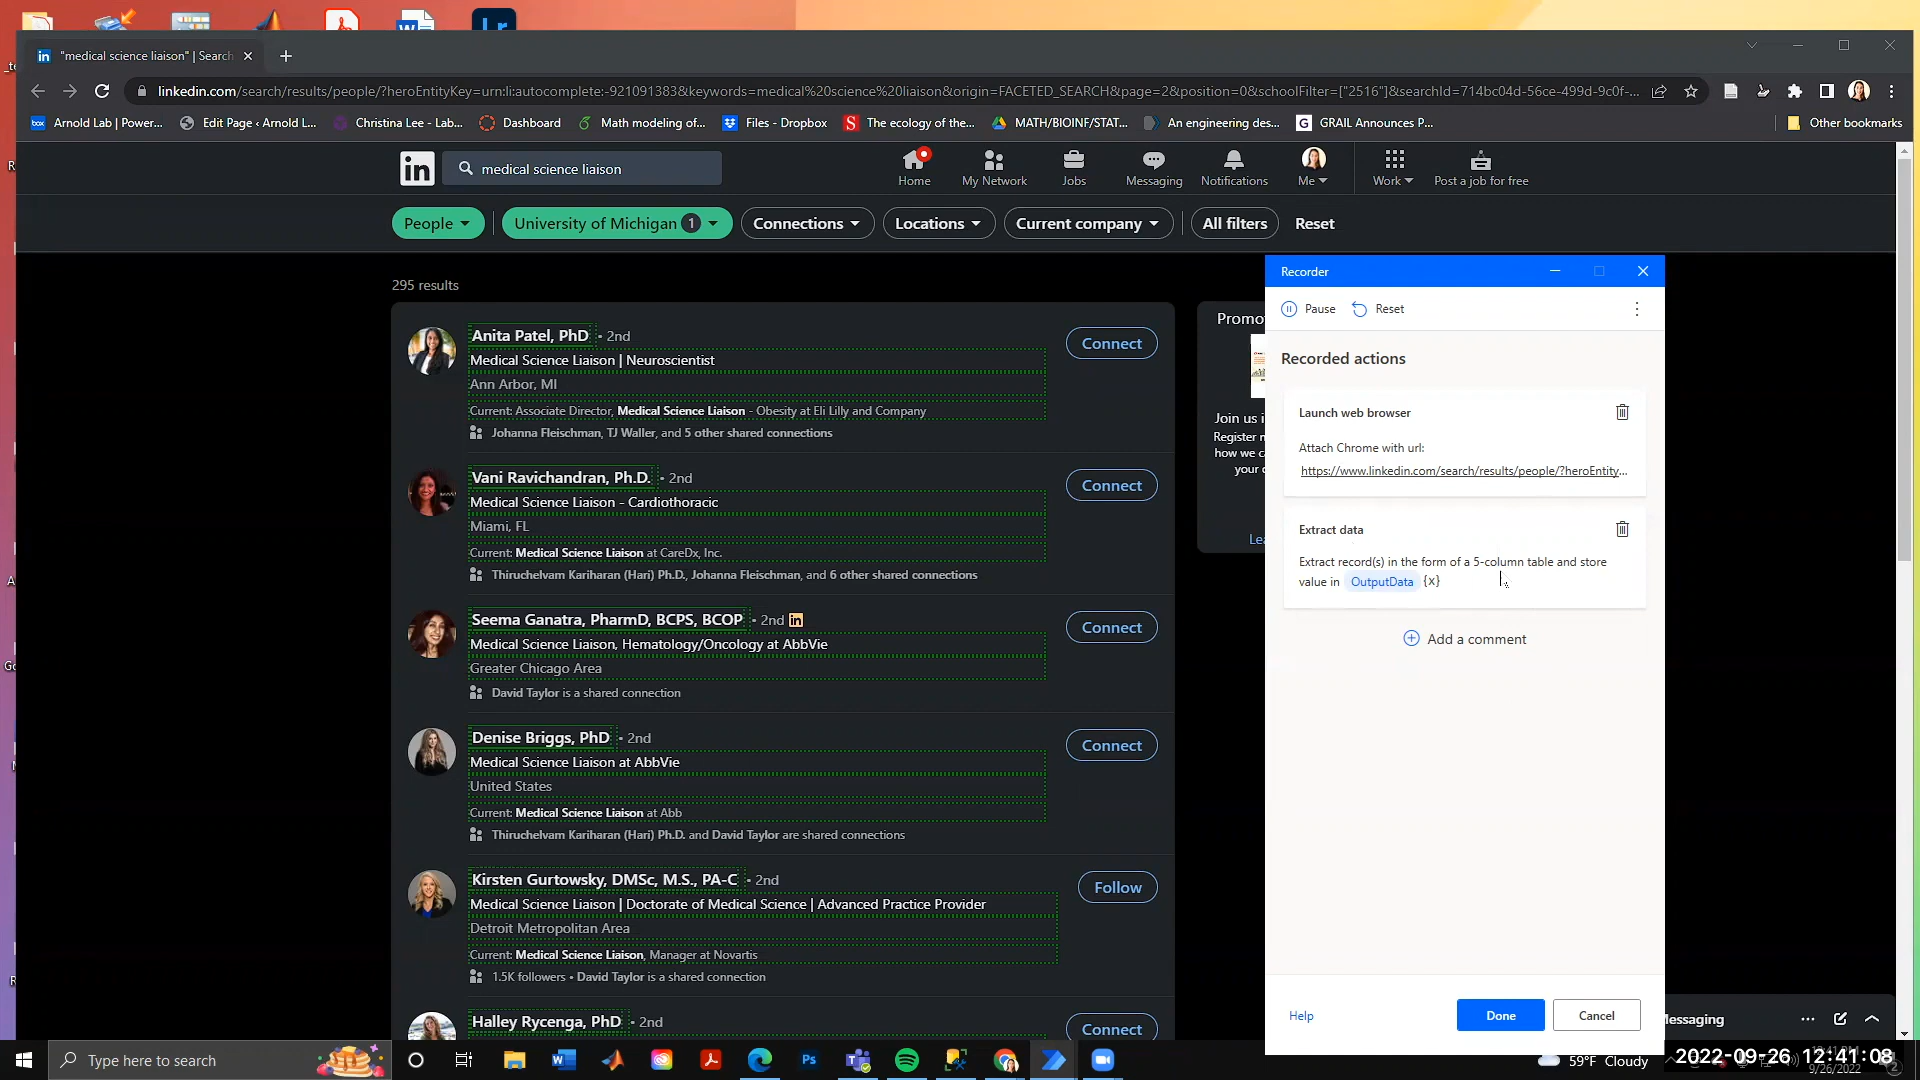 Lr
in "medical science liaison" | Search
linkedin.com/search/results/people/?heroEntityKey=urn:li:autocomplete:-921091383&keywords=medical%20science%20liaison&origin=FACETED_SEARCH&page=2&position=0&schoolFilter=["2516"]&searchId=714bc04d-56ce-499d-9c0f-...
box Arnold Lab | Power... Edit Page ‹ Arnold L... Christina Lee - Lab... Dashboard Math modeling of... Files - Dropbox S The ecology of the... MATH/BIOINF/STAT... An engineering des... G GRAIL Announces P... Other bookmarks
in medical science liaison Home My Network Jobs Messaging Notifications Me Work Post a job for free
People University of Michigan 1 Connections Locations Current company All filters Reset
295 results
Anita Patel, PhD • 2nd
Connect
Medical Science Liaison | Neuroscientist
Ann Arbor, MI
Current: Associate Director, Medical Science Liaison - Obesity at Eli Lilly and Company
Johanna Fleischman, TJ Waller, and 5 other shared connections
Vani Ravichandran, Ph.D. • 2nd
Connect
Medical Science Liaison - Cardiothoracic
Miami, FL
Current: Medical Science Liaison at CareDx, Inc.
Thiruchelvam Kariharan (Hari) Ph.D., Johanna Fleischman, and 6 other shared connections
Seema Ganatra, PharmD, BCPS, BCOP • 2nd in
Connect
Medical Science Liaison, Hematology/Oncology at AbbVie
Greater Chicago Area
David Taylor is a shared connection
Denise Briggs, PhD • 2nd
Connect
Medical Science Liaison at AbbVie
United States
Current: Medical Science Liaison at Abb
Thiruchelvam Kariharan (Hari) Ph.D. and David Taylor are shared connections
Kirsten Gurtowsky, DMSc, M.S., PA-C • 2nd
Follow
Medical Science Liaison | Doctorate of Medical Science | Advanced Practice Provider
Detroit Metropolitan Area
Current: Medical Science Liaison, Manager at Novartis
1.5K followers • David Taylor is a shared connection
Halley Rycenga, PhD • 2nd
Connect
Promo
Join us i
Register n
how we c
your
Lea
Recorder
Pause Reset
Recorded actions
Launch web browser
Attach Chrome with url:
https://www.linkedin.com/search/results/people/?heroEntity...
Extract data
Extract record(s) in the form of a 5-column table and store
value in OutputData {x}
Add a comment
Help Done Cancel
Messaging
Type here to search
Ps
59°F Cloudy
2022-09-26 12:41:08
9/26/2022